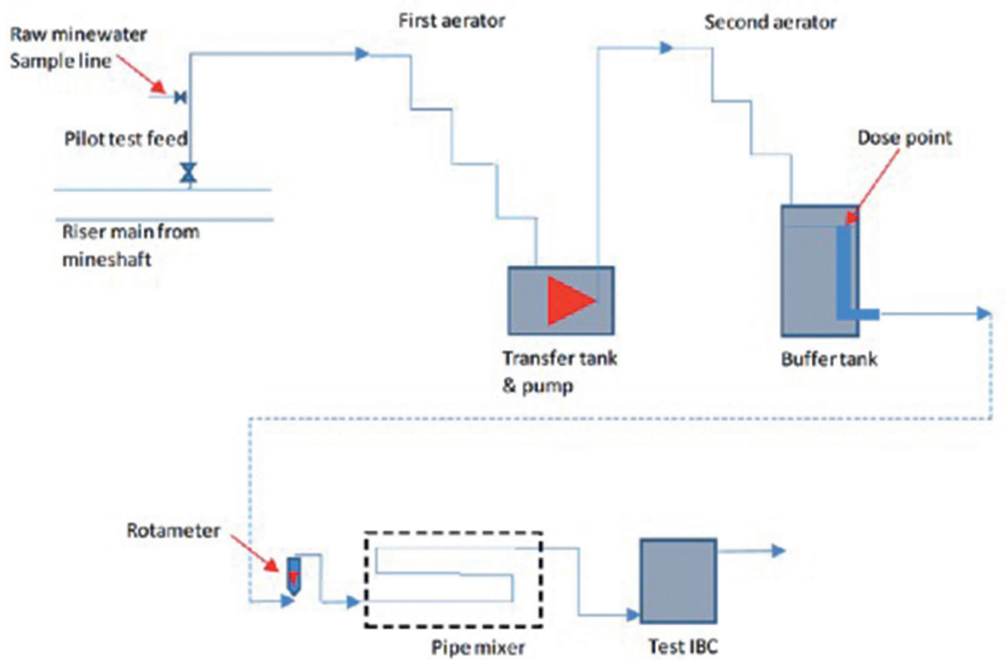 First aerator
Second aerator
Raw minewater
Sample line
Pilot test feed
Dose point
Riser main from
mineshaft
Transfer tank
& pump
Buffer tank
Rotameter
Pipe mixer
Test IBC